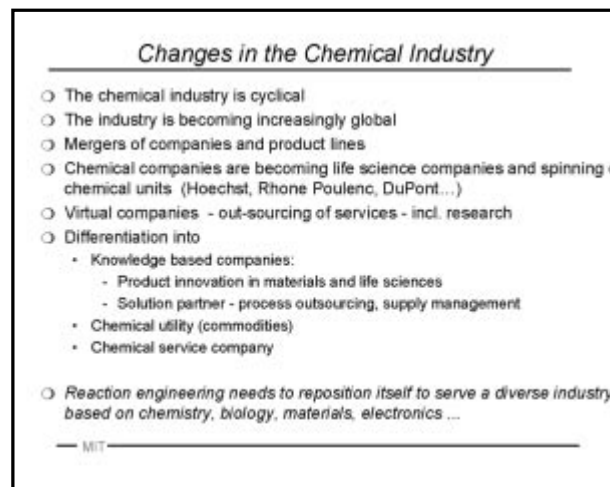 Changes in the Chemical Industry
❍ The chemical industry is cyclical
❍ The industry is becoming increasingly global
❍ Mergers of companies and product lines
❍ Chemical companies are becoming life science companies and spinning
chemical units (Hoechst, Rhone Poulenc, DuPont…)
❍ Virtual companies - out-sourcing of services - incl. research
❍ Differentiation into
• Knowledge based companies:
- Product innovation in materials and life sciences
- Solution partner - process outsourcing, supply management
• Chemical utility (commodities)
• Chemical service company
❍ Reaction engineering needs to reposition itself to serve a diverse industry
based on chemistry, biology, materials, electronics ...
MIT